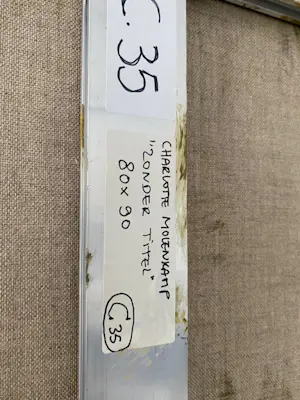 C.35
CHARLOTTE MOLENKAMP
"ZONDER TITEL"
80 x 90
C35